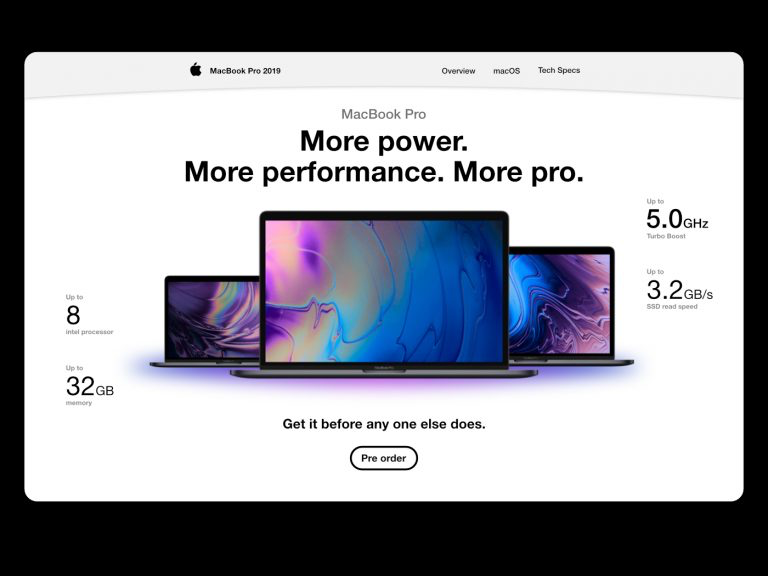 MacBook Pro 2019
Overview
macOS
Tech Specs
MacBook Pro
More power.
More performance. More pro.
Up to
5.0GHz
Turbo Boost
Up to
3.2GB/s
SSD read speed
Up to
8
intel processor
Up to
32GB
memory
MacBook Pro
Get it before any one else does.
Pre order